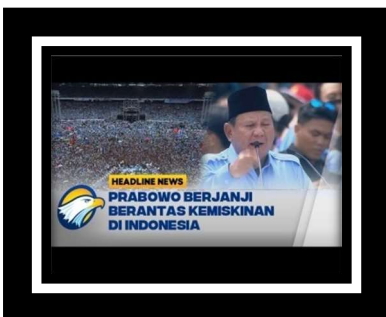 HEADLINE NEWS
PRABOWO BERJANJI
BERANTAS KEMISKINAN
DI INDONESIA